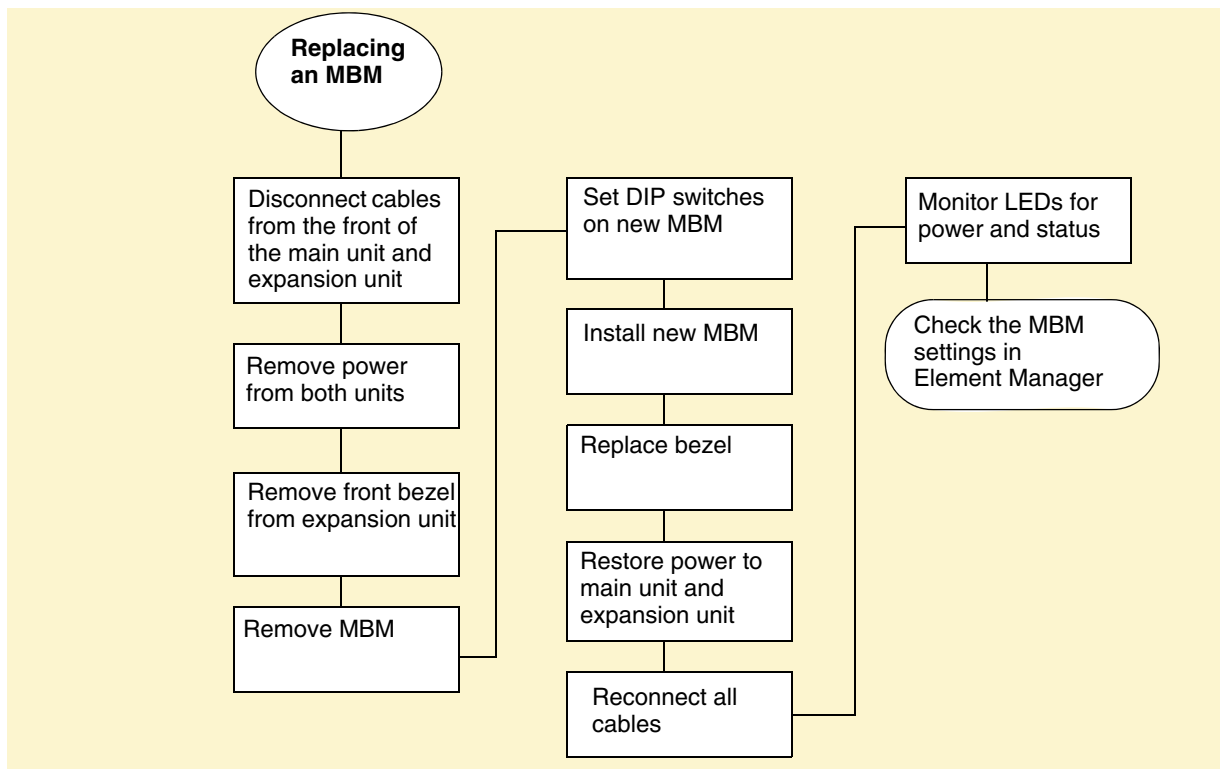 Replacing
an MBM
Disconnect cables
from the front of
the main unit and
expansion unit
Remove power
from both units
Remove front bezel
from expansion unit
Remove MBM
Set DIP switches
on new MBM
Install new MBM
Replace bezel
Restore power to
main unit and
expansion unit
Reconnect all
cables
Monitor LEDs for
power and status
Check the MBM
settings in
Element Manager